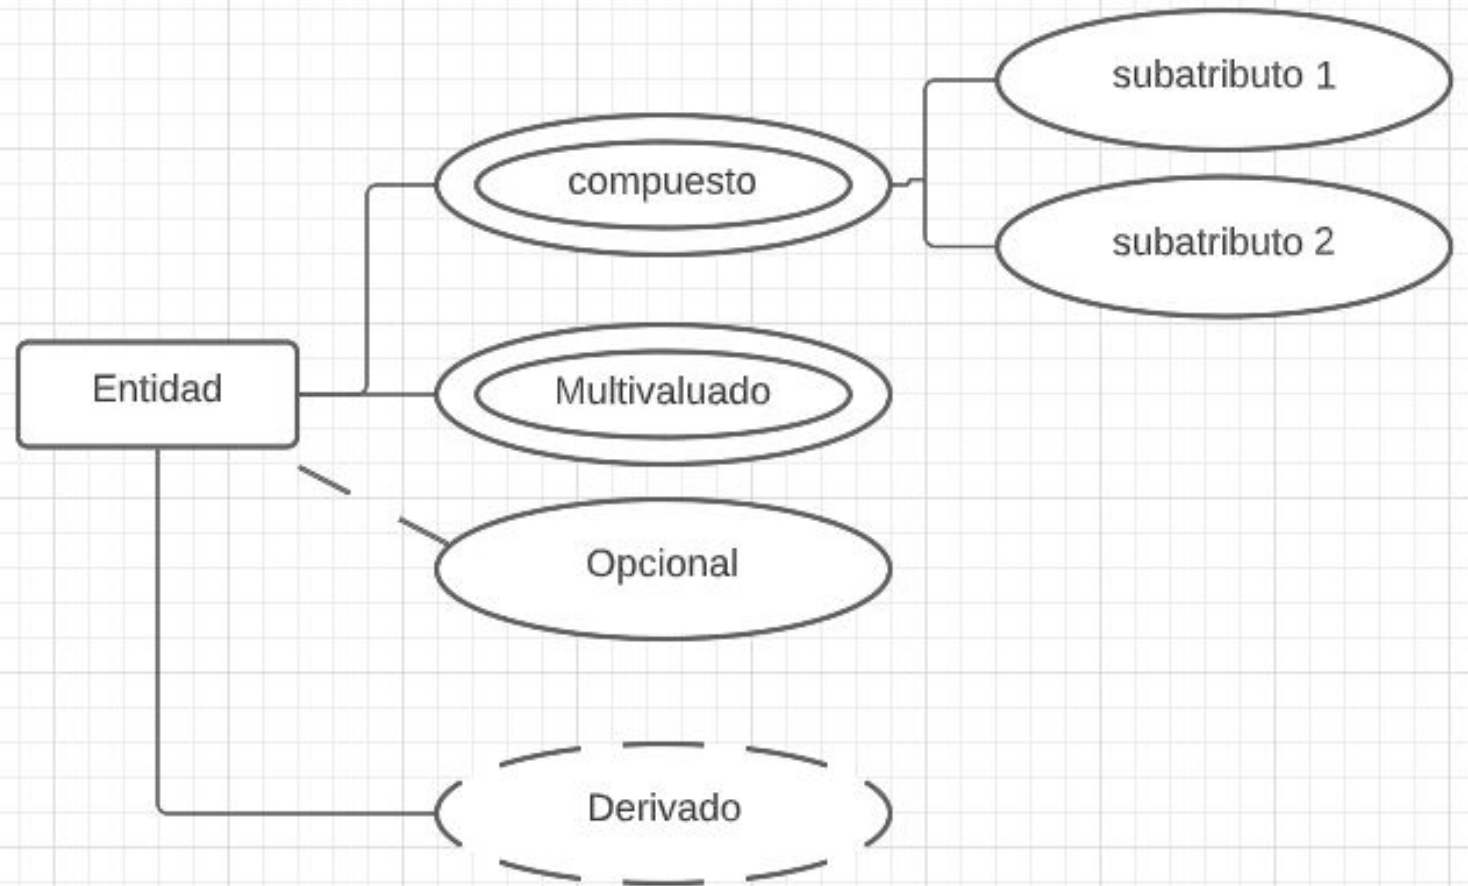 subatributo 1
compuesto
subatributo 2
Entidad
Multivaluado
Opcional
Derivado